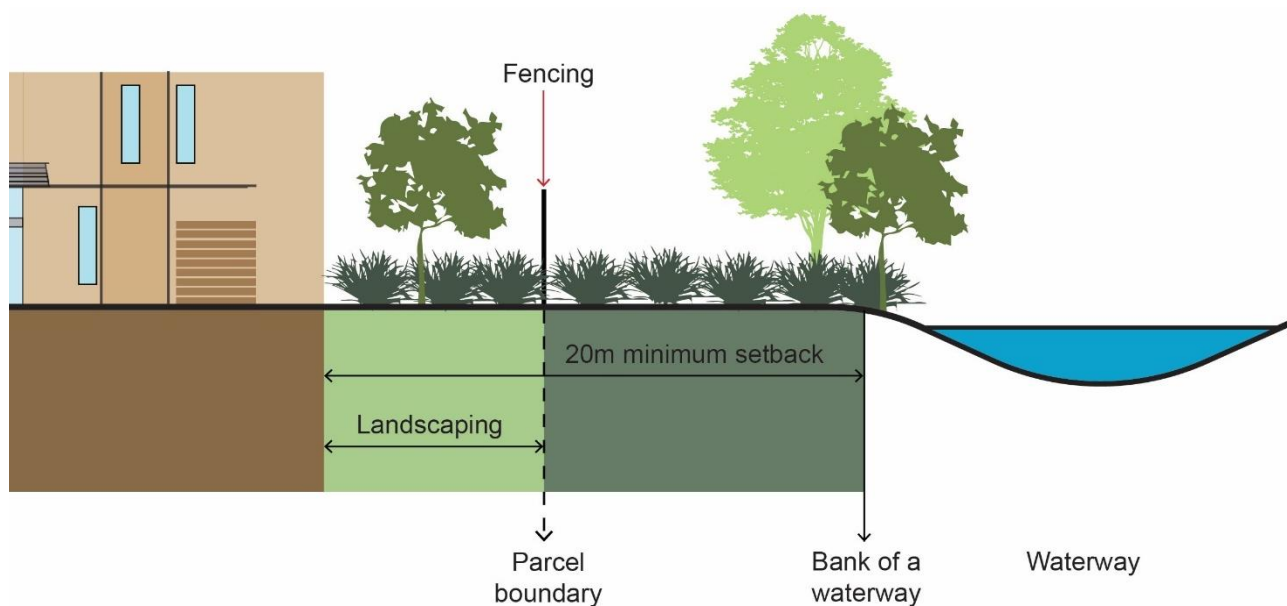 Fencing
20m minimum setback
Landscaping
Parcel
boundary
Bank of a
waterway
Waterway